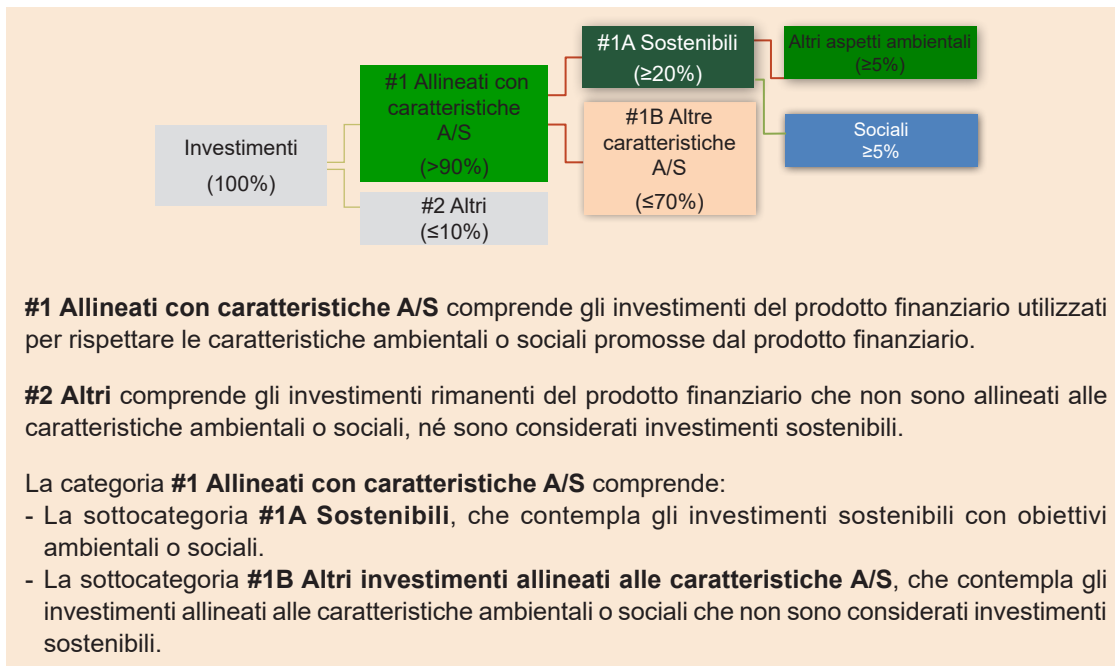 Investimenti
(100%)
#1 Allineati con
caratteristiche
A/S
(>90%)
#2 Altri
(≤10%)
#1A Sostenibili
(≥20%)
#1B Altre
caratteristiche
A/S
(≤70%)
Altri aspetti ambientali
(≥5%)
Sociali
≥5%
#1 Allineati con caratteristiche A/S comprende gli investimenti del prodotto finanziario utilizzati
per rispettare le caratteristiche ambientali o sociali promosse dal prodotto finanziario.
#2 Altri comprende gli investimenti rimanenti del prodotto finanziario che non sono allineati alle
caratteristiche ambientali o sociali, né sono considerati investimenti sostenibili.
La categoria #1 Allineati con caratteristiche A/S comprende:
- La sottocategoria #1A Sostenibili, che contempla gli investimenti sostenibili con obiettivi
ambientali o sociali.
- La sottocategoria #1B Altri investimenti allineati alle caratteristiche A/S, che contempla gli
investimenti allineati alle caratteristiche ambientali o sociali che non sono considerati investimenti
sostenibili.